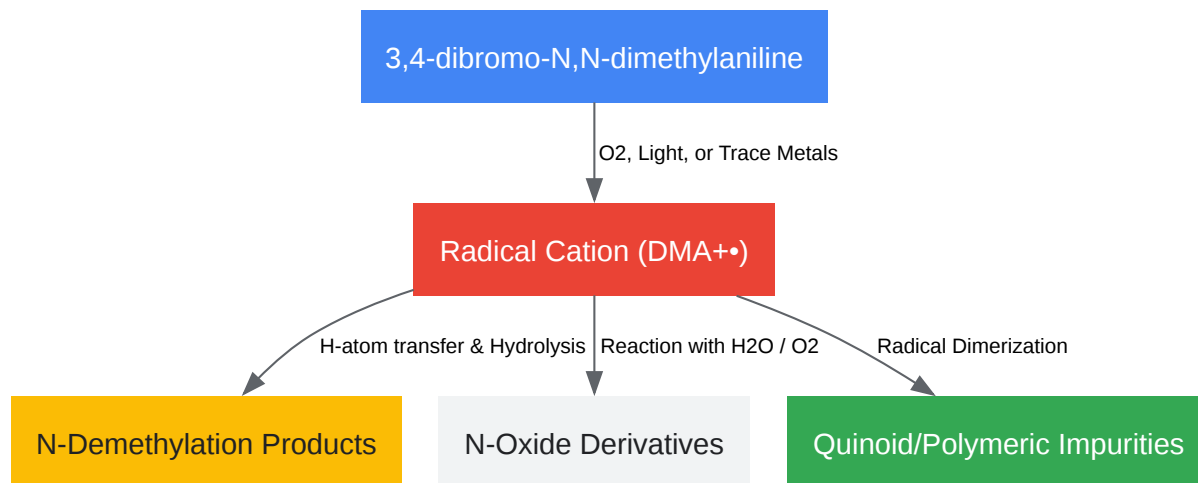 3,4-dibromo-N,N-dimethylaniline
O2, Light, or Trace Metals
Radical Cation (DMA+•)
H-atom transfer & Hydrolysis
Reaction with H2O / O2
Radical Dimerization
N-Demethylation Products
N-Oxide Derivatives
Quinoid/Polymeric Impurities